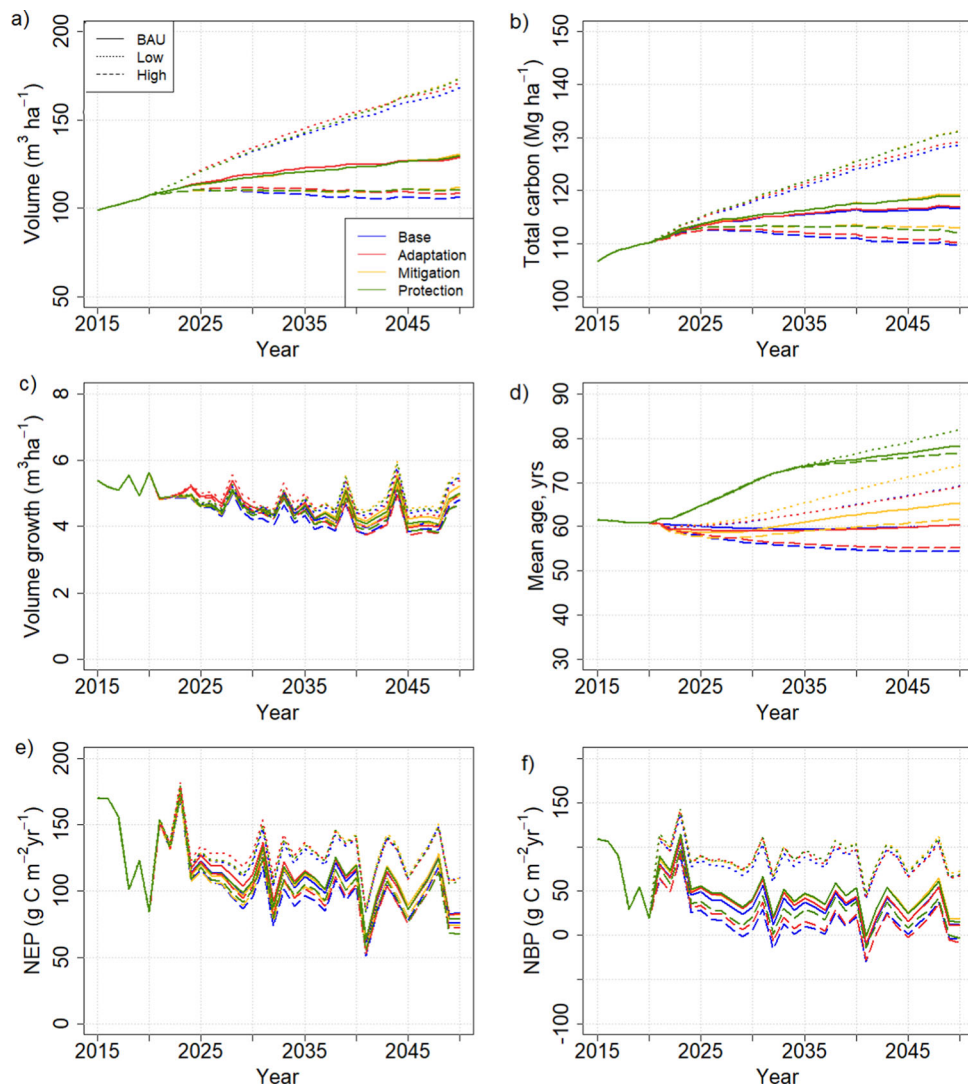 a)
200
150
100
50
Volume (m³ ha⁻¹)
BAU
Low
High
Base
Adaptation
Mitigation
Protection
2015 2025 2035 2045
Year
b)
150
140
130
120
110
100
Total carbon (Mg ha⁻¹)
2015 2025 2035 2045
Year
c)
8
6
4
2
0
Volume growth (m³ha⁻¹)
2015 2025 2035 2045
Year
d)
90
80
70
60
50
40
30
Mean age, yrs
2015 2025 2035 2045
Year
e)
200
150
100
50
0
NEP (g C m⁻²yr⁻¹)
2015 2025 2035 2045
Year
f)
150
50
0
-100
NBP (g C m⁻²yr⁻¹)
2015 2025 2035 2045
Year